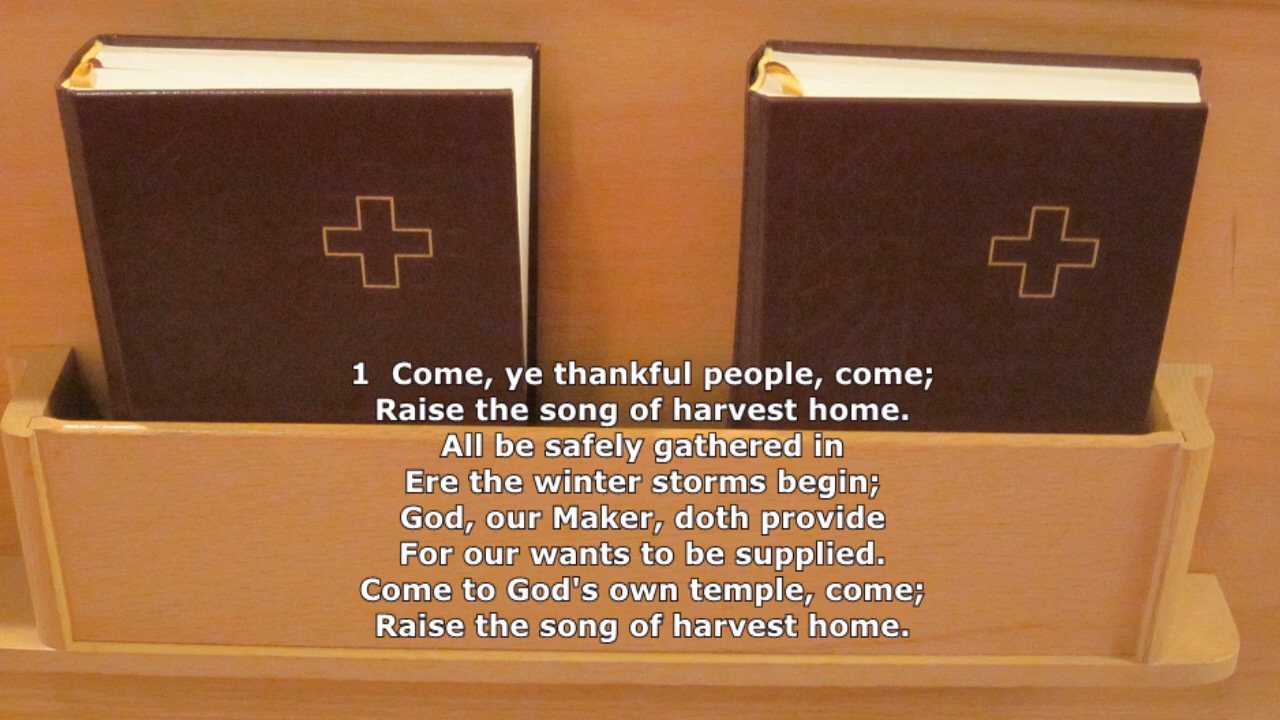 1 Come, ye thankful people, come;
Raise the song of harvest home.
All be safely gathered in
Ere the winter storms begin;
God, our Maker, doth provide
For our wants to be supplied.
Come to God's own temple, come;
Raise the song of harvest home.